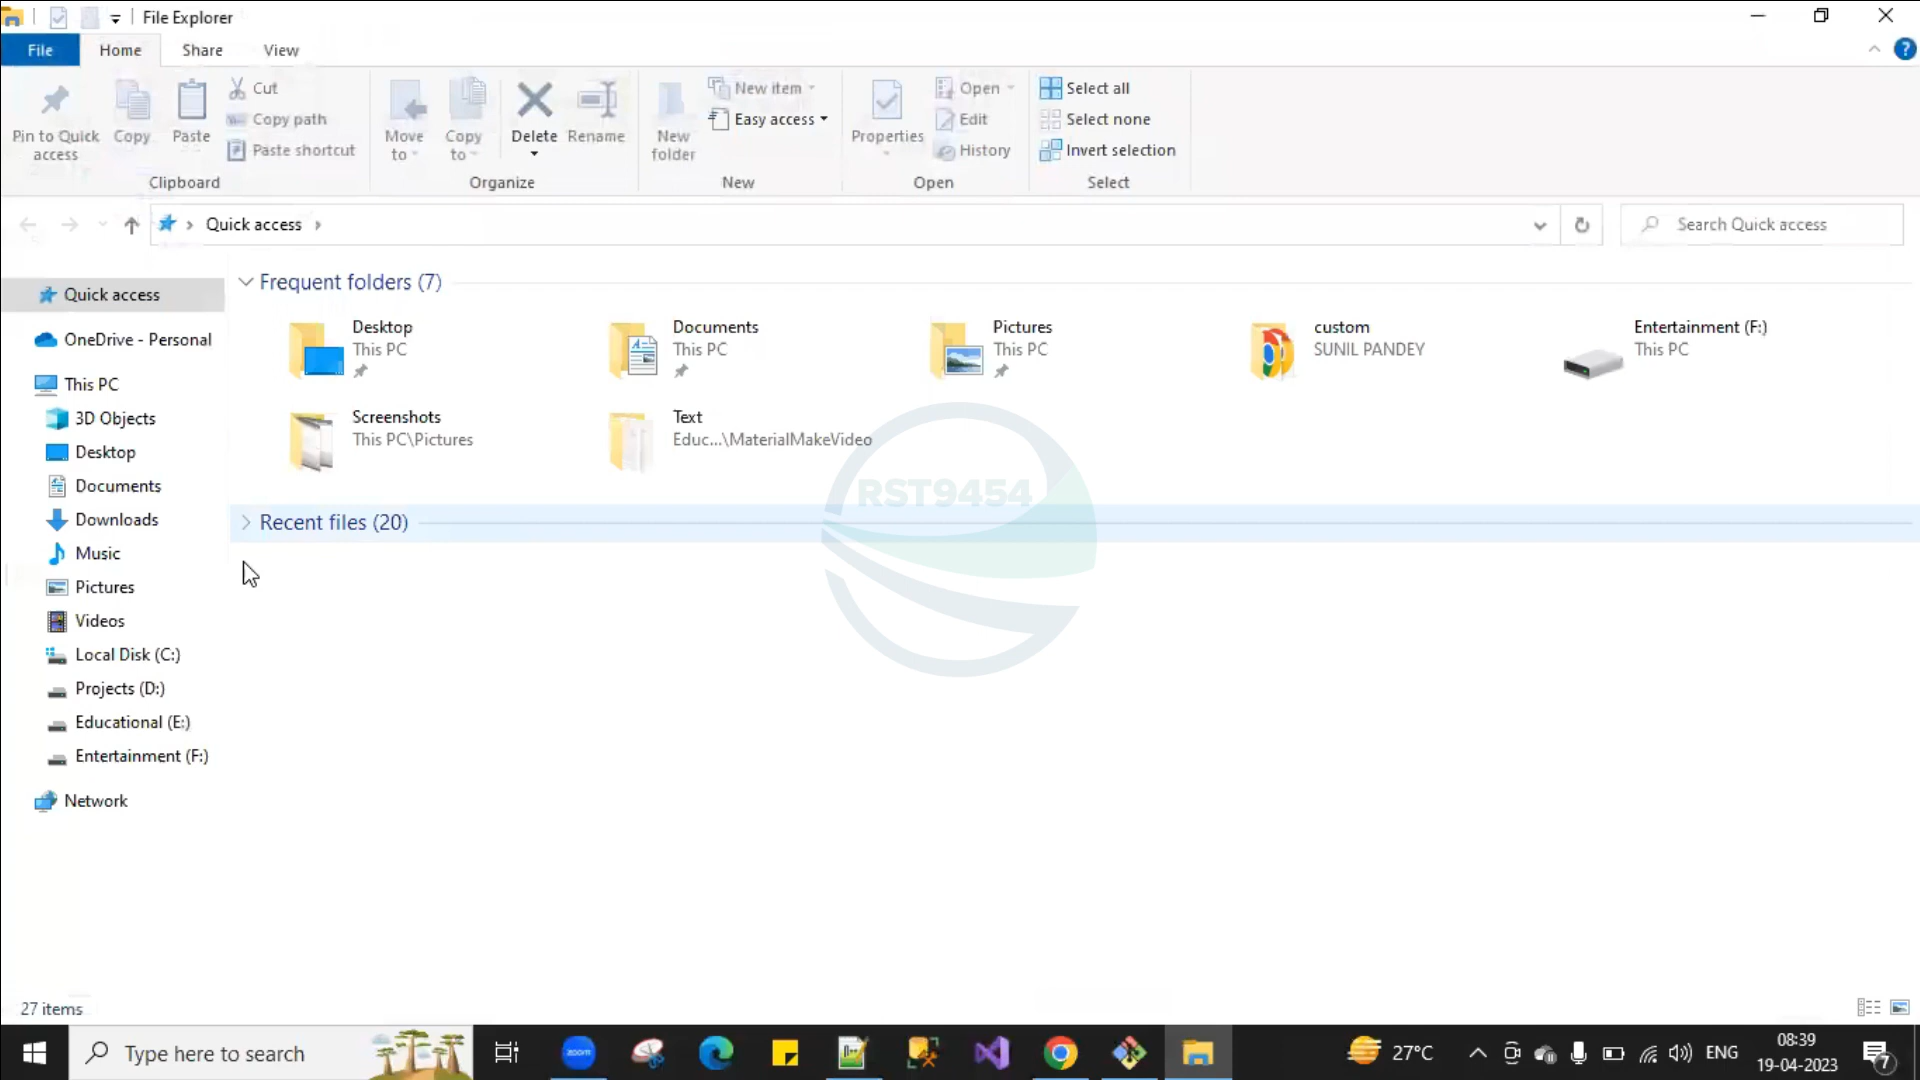 File Explorer
File Home Share View
Pin to Quick access
Copy
Paste
Cut
Copy path
Paste shortcut
Clipboard
Move to
Copy to
Delete
Rename
Organize
New folder
New item
Easy access
New
Properties
Open
Edit
History
Open
Select all
Select none
Invert selection
Select
Quick access
Search Quick access
Quick access
OneDrive - Personal
This PC
3D Objects
Desktop
Documents
Downloads
Music
Pictures
Videos
Local Disk (C:)
Projects (D:)
Educational (E:)
Entertainment (F:)
Network
Frequent folders (7)
Desktop
This PC
Documents
This PC
Pictures
This PC
custom
SUNIL PANDEY
Entertainment (F:)
This PC
Screenshots
This PC\Pictures
Text
Educ...\MaterialMakeVideo
RST9454
Recent files (20)
27 items
Type here to search
zoom
27°C
ENG
08:39
19-04-2023
7